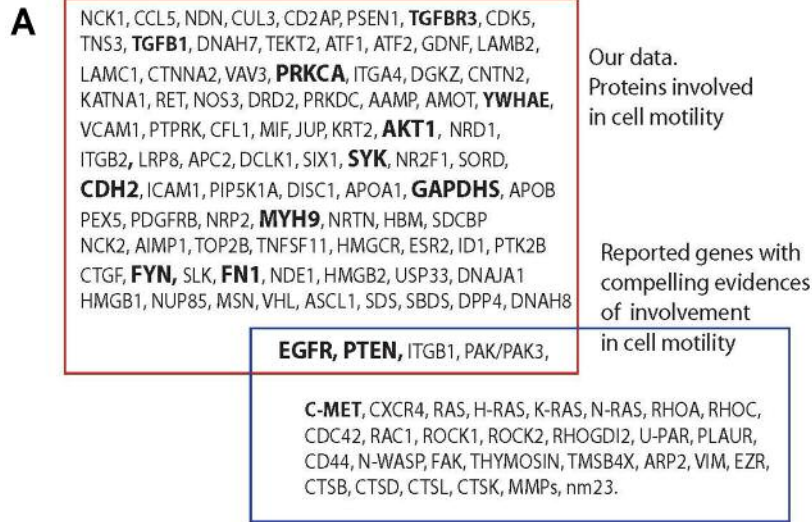 A
NCK1, CCL5, NDN, CUL3, CD2AP, PSEN1, TGFBR3, CDK5,
TNS3, TGFB1, DNAH7, TEKT2, ATF1, ATF2, GDNF, LAMB2,
LAMC1, CTNNA2, VAV3, PRKCA, ITGA4, DGKZ, CNTN2,
KATNA1, RET, NOS3, DRD2, PRKDC, AAMP, AMOT, YWHAE,
VCAM1, PTPRK, CFL1, MIF, JUP, KRT2, AKT1, NRD1,
ITGB2, LRP8, APC2, DCLK1, SIX1, SYK, NR2F1, SORD,
CDH2, ICAM1, PIP5K1A, DISC1, APOA1, GAPDHS, APOB
PEX5, PDGFRB, NRP2, MYH9, NRTN, HBM, SDCBP
NCK2, AIMP1, TOP2B, TNFSF11, HMGCR, ESR2, ID1, PTK2B
CTGF, FYN, SLK, FN1, NDE1, HMGB2, USP33, DNAJA1
HMGB1, NUP85, MSN, VHL, ASCL1, SDS, SBDS, DPP4, DNAH8
Our data.
Proteins involved
in cell motility
Reported genes with
compelling evidences
of involvement
in cell motility
EGFR, PTEN, ITGB1, PAK/PAK3,
C-MET, CXCR4, RAS, H-RAS, K-RAS, N-RAS, RHOA, RHOC,
CDC42, RAC1, ROCK1, ROCK2, RHOGDI2, U-PAR, PLAUR,
CD44, N-WASP, FAK, THYMOSIN, TMSB4X, ARP2, VIM, EZR,
CTSB, CTSD, CTSL, CTSK, MMPs, nm23.